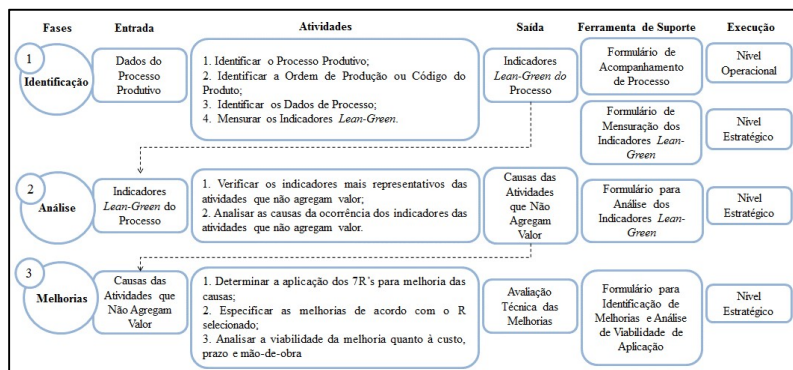 Fases Entrada Atividades Saída Ferramenta de Suporte Execução
1
Identificação
Dados do
Processo
Produtivo
1. Identificar o Processo Produtivo;
2. Identificar a Ordem de Produção ou Código do
Produto;
3. Identificar os Dados de Processo;
4. Mensurar os Indicadores Lean-Green.
Indicadores
Lean-Green do
Processo
Formulário de
Acompanhamento
de Processo
Nível
Operacional
Formulário de
Mensuração dos
Indicadores Lean-
Green
Nível
Estratégico
2
Análise
Indicadores
Lean-Green do
Processo
1. Verificar os indicadores mais representativos das
atividades que não agregam valor;
2. Analisar as causas da ocorrência dos indicadores das
atividades que não agregam valor.
Causas das
Atividades
que Não
Agregam
Valor
Formulário para
Análise dos
Indicadores Lean-
Green
Nível
Estratégico
3
Melhorias
Causas das
Atividades que
Não Agregam
Valor
1. Determinar a aplicação dos 7R's para melhoria das
causas;
2. Especificar as melhorias de acordo com o R
selecionado;
3. Analisar a viabilidade da melhoria quanto à custo,
prazo e mão-de-obra
Avaliação
Técnica das
Melhorias
Formulário para
Identificação de
Melhorias e Análise
de Viabilidade de
Aplicação
Nível
Estratégico